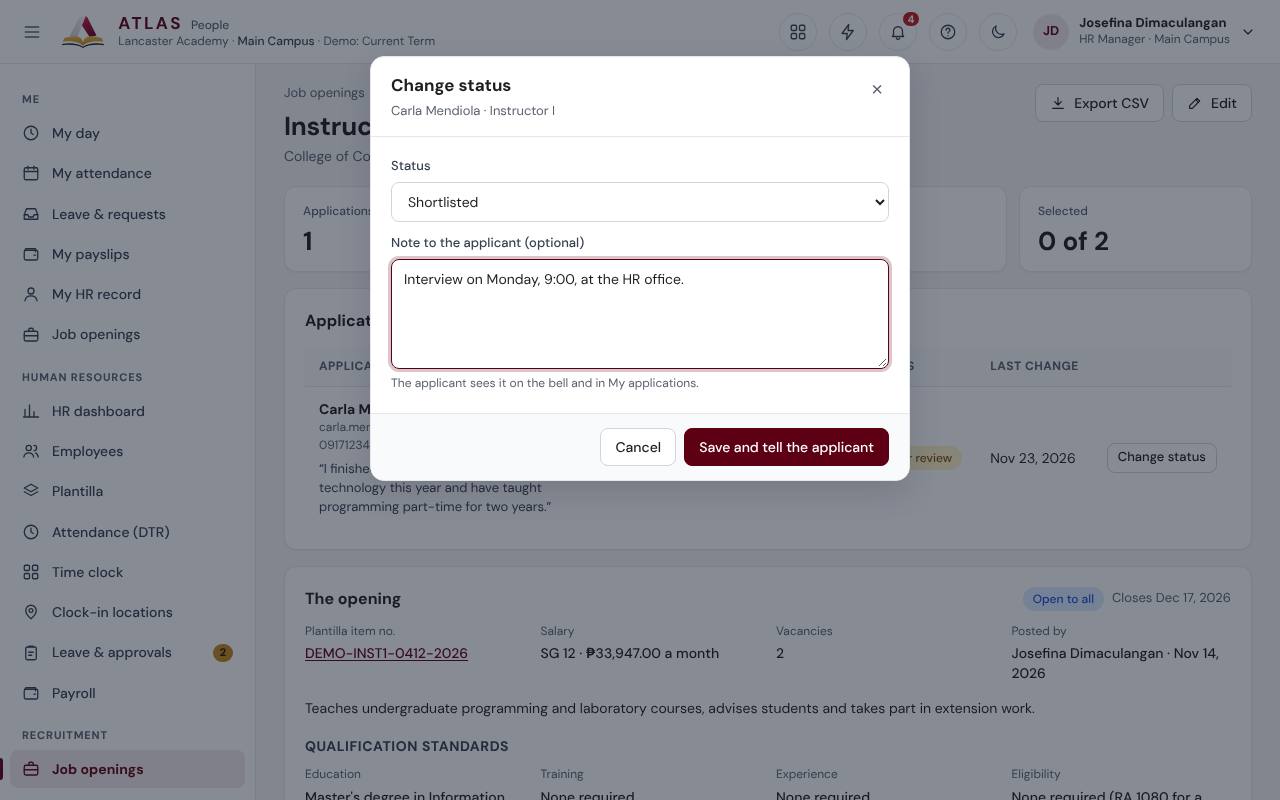 ATLAS People
Lancaster Academy · Main Campus · Demo: Current Term
4
JD
Josefina Dimaculangan
HR Manager · Main Campus
ME
My day
My attendance
Leave & requests
My payslips
My HR record
Job openings
HUMAN RESOURCES
HR dashboard
Employees
Plantilla
Attendance (DTR)
Time clock
Clock-in locations
Leave & approvals 2
Payroll
RECRUITMENT
Job openings
Job openings
Export CSV
Edit
Change status
Carla Mendiola · Instructor I
Status
Shortlisted
Note to the applicant (optional)
Interview on Monday, 9:00, at the HR office.
The applicant sees it on the bell and in My applications.
Cancel
Save and tell the applicant
College of
Applications
1
Selected
0 of 2
LAST CHANGE
Carla
review
Nov 23, 2026
Change status
09171234
“I
technology this year and have taught
programming part-time for two years.”
The opening
Open to all
Closes Dec 17, 2026
Plantilla item no.
Salary
Vacancies
Posted by
DEMO-INST1-0412-2026
SG 12 · ₱33,947.00 a month
2
Josefina Dimaculangan · Nov 14,
2026
Teaches undergraduate programming and laboratory courses, advises students and takes part in extension work.
QUALIFICATION STANDARDS
Education
Training
Experience
Eligibility
Master's degree in Information
None required
None required
None required (RA 1080 for a